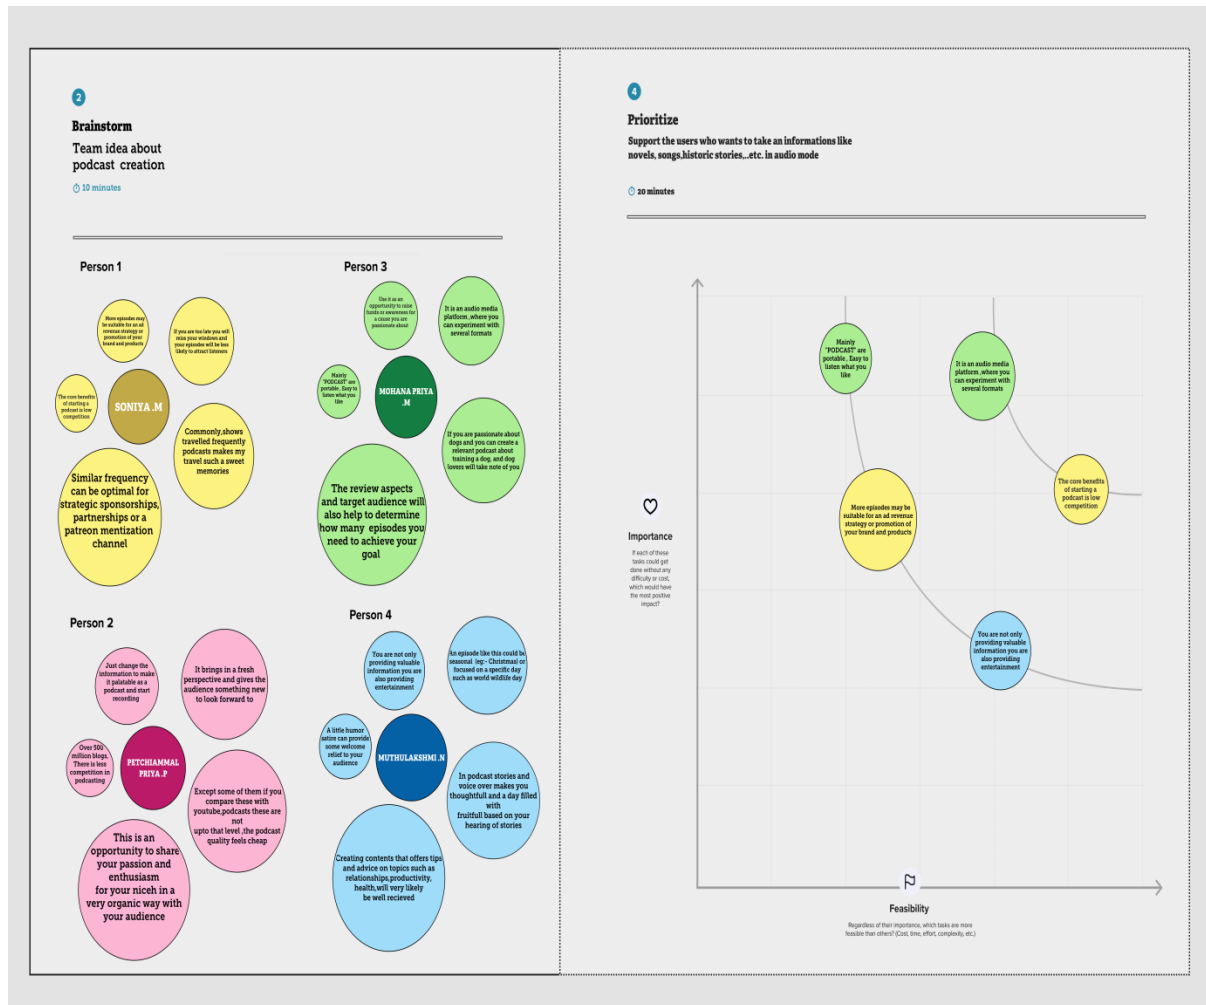 2
Brainstorm
Team idea about
podcast creation
10 minutes
Person 1
More episodes may
be suitable for an ad
revenue strategy or
promotion of your
brand and products
If you are too late you will
miss your windows and
your episodes will be less
likely to attract listeners
The core benefits
of starting a
podcast is low
competition
SONIYA .M
Commonly,shows
travelled frequently
podcasts makes my
travel such a sweet
memories
Similar frequency
can be optimal for
strategic sponsorships,
partnerships or a
patreon mentization
channel
Person 3
Use it as an
opportunity to raise
funds or awareness for
a cause you are
passionate about
It is an audio media
platform ,where you
can experiment with
several formats
Mainly
"PODCAST" are
portable , Easy to
listen what you
like
MOHANA PRIYA
.M
If you are passionate about
dogs and you can create a
relevant podcast about
training a dog, and dog
lovers will take note of you
The review aspects
and target audience will
also help to determine
how many episodes you
need to achieve your
goal
Person 2
Just change the
information to make
it palatable as a
podcast and start
recording
It brings in a fresh
perspective and gives the
audience something new
to look forward to
Over 500
million blogs,
There is less
competition in
podcasting
PETCHIAMMAL
PRIYA .P
Except some of them if you
compare these with
youtube,podcasts these are
not
upto that level ,the podcast
quality feels cheap
This is an
opportunity to share
your passion and
enthusiasm
for your niceh in a
very organic way with
your audience
Person 4
You are not only
providing valuable
information you are
also providing
entertainment
An episode like this could be
seasonal (eg:- Christmas) or
focused on a specific day
such as world wildlife day
A little humor
satire can provide
some welcome
relief to your
audience
MUTHULAKSHMI .N
In podcast stories and
voice over makes you
thoughtfull and a day filled
with
fruitfull based on your
hearing of stories
Creating contents that offers tips
and advice on topics such as
relationships,productivity,
health,will very likely
be well recieved
4
Prioritize
Support the users who wants to take an informations like
novels, songs,historic stories,..etc. in audio mode
20 minutes
Mainly
"PODCAST" are
portable , Easy to
listen what you
like
It is an audio media
platform ,where you
can experiment with
several formats
The core benefits
of starting a
podcast is low
competition
More episodes may be
suitable for an ad revenue
strategy or promotion of
your brand and products
You are not only
providing valuable
information you are
also providing
entertainment
Importance
If each of these
tasks could get
done without any
difficulty or cost,
which would have
the most positive
impact?
Feasibility
Regardless of their importance, which tasks are more
feasible than others? (Cost, time, effort, complexity, etc.)